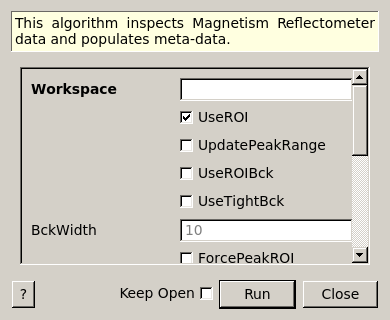 This algorithm inspects Magnetism Reflectometer
data and populates meta-data.
Workspace
UseROI
UpdatePeakRange
UseROIBck
UseTightBck
BckWidth 10
ForcePeakROI
? Keep Open Run Close